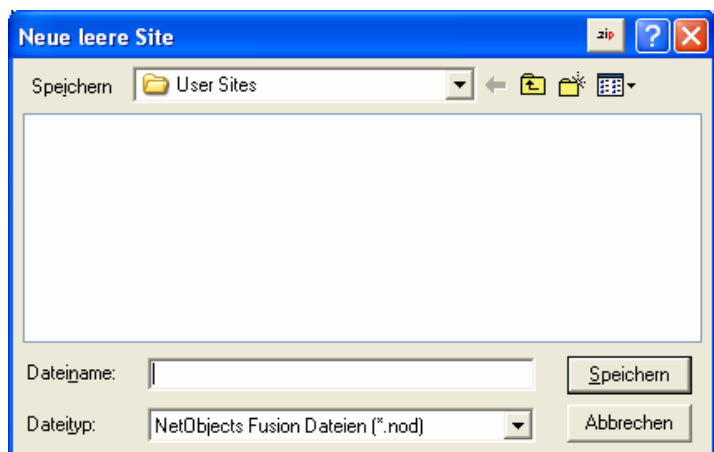 Neue leere Site
zip
?
Speichern
User Sites
Dateiname:
Speichern
Dateityp:
NetObjects Fusion Dateien (*.nod)
Abbrechen